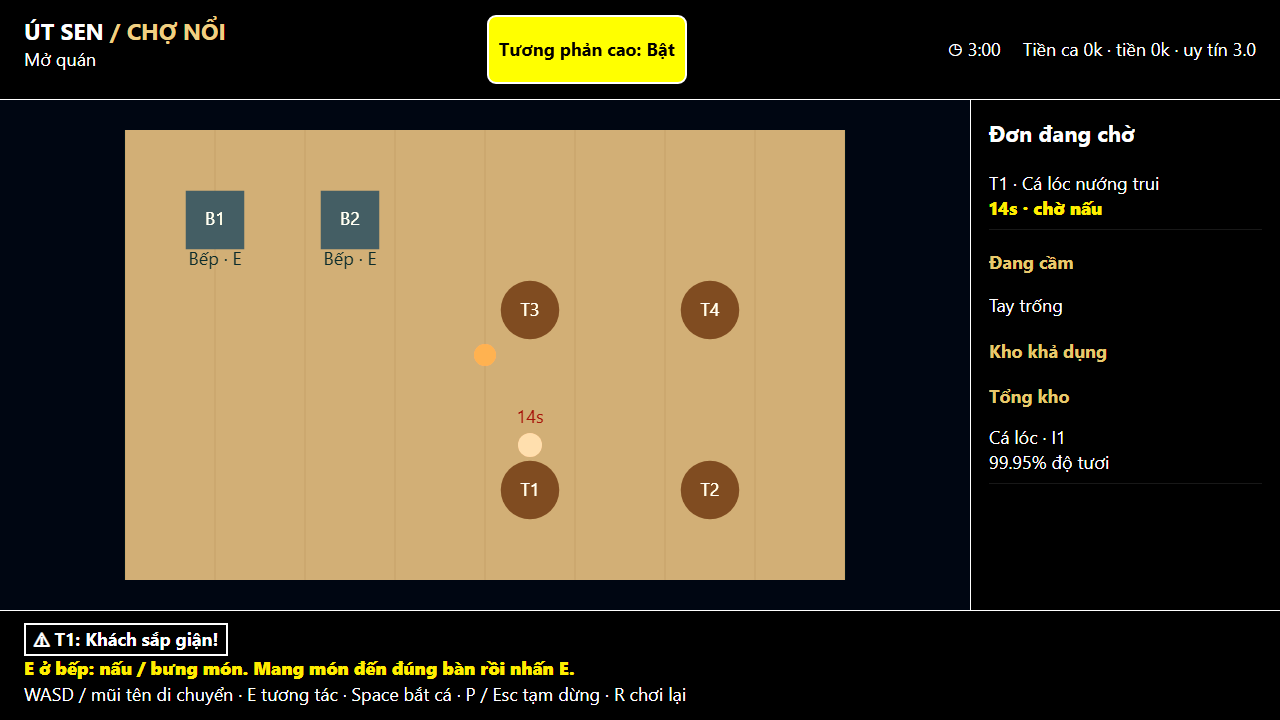 ÚT SEN / CHỢ NỔI
Mở quán
Tương phản cao: Bật
◷ 3:00 Tiền ca 0k · tiền 0k · uy tín 3.0
B1
B2
Bếp · E
Bếp · E
T3
T4
14s
T1
T2
Đơn đang chờ
T1 · Cá lóc nướng trui
14s · chờ nấu
Đang cầm
Tay trống
Kho khả dụng
Tổng kho
Cá lóc · I1
99.95% độ tươi
⚠ T1: Khách sắp giận!
E ở bếp: nấu / bưng món. Mang món đến đúng bàn rồi nhấn E.
WASD / mũi tên di chuyển · E tương tác · Space bắt cá · P / Esc tạm dừng · R chơi lại